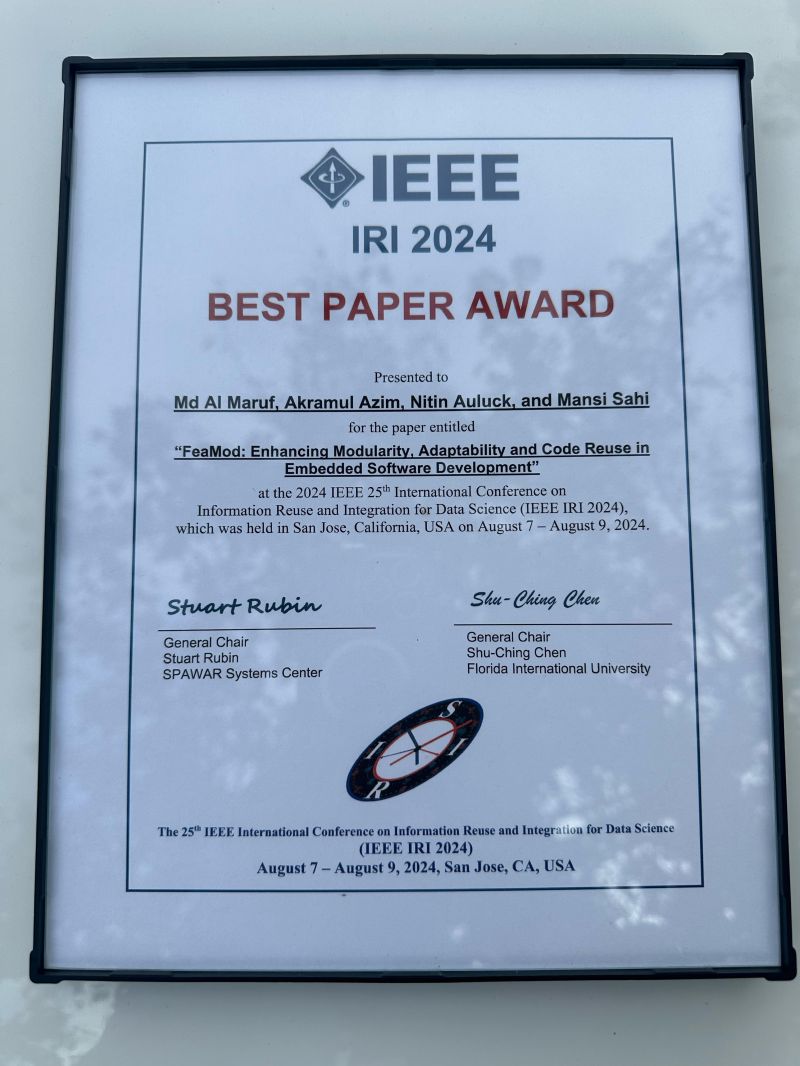 IEEE
®
IRI 2024
BEST PAPER AWARD
Presented to
Md Al Maruf, Akramul Azim, Nitin Auluck, and Mansi Sahi
for the paper entitled
“FeaMod: Enhancing Modularity, Adaptability and Code Reuse in
Embedded Software Development”
at the 2024 IEEE 25th International Conference on
Information Reuse and Integration for Data Science (IEEE IRI 2024),
which was held in San Jose, California, USA on August 7 – August 9, 2024.
Stuart Rubin
General Chair
Stuart Rubin
SPAWAR Systems Center
Shu-Ching Chen
General Chair
Shu-Ching Chen
Florida International University
S I R I
The 25th IEEE International Conference on Information Reuse and Integration for Data Science
(IEEE IRI 2024)
August 7 – August 9, 2024, San Jose, CA, USA